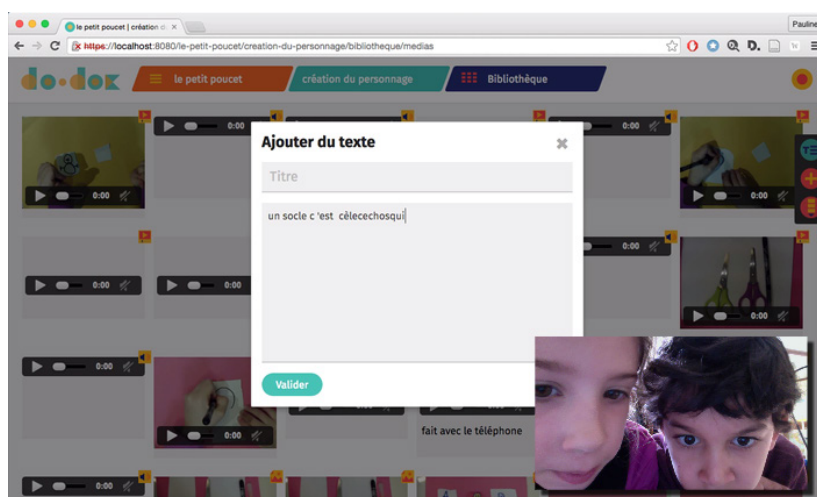 le petit poucet | création d
Pauline
https://localhost:8080/le-petit-poucet/creation-du-personnage/bibliotheque/medias
do•doc
le petit poucet
création du personnage
Bibliothèque
0:00
0:00
Ajouter du texte
Titre
un socle c 'est cèlecechosqui
Valider
0:00
0:00
0:00
0:00
0:00
0:00
0:00
0:00
fait avec le téléphone
0:00